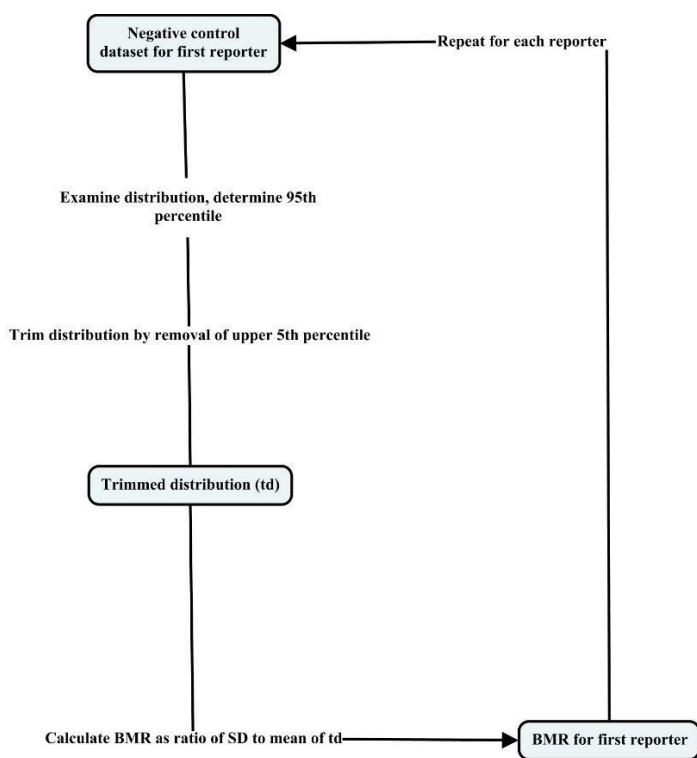 Negative control
dataset for first reporter
Repeat for each reporter
Examine distribution, determine 95th
percentile
Trim distribution by removal of upper 5th percentile
Trimmed distribution (td)
Calculate BMR as ratio of SD to mean of td
BMR for first reporter